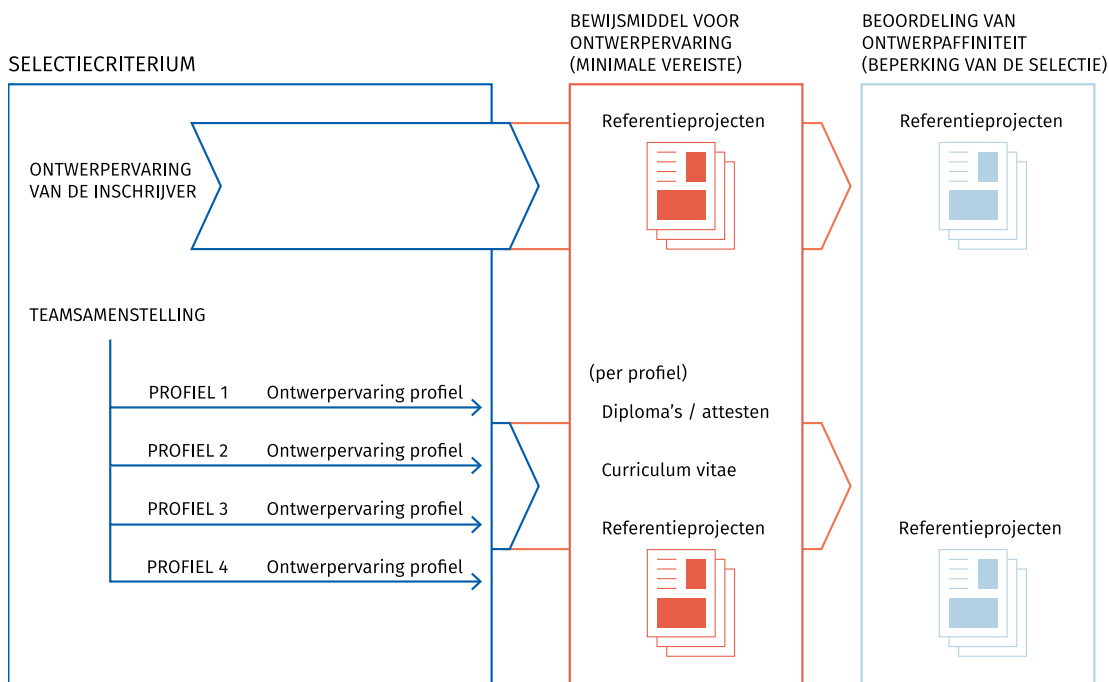 SELECTIECRITERIUM
BEWIJSMIDDEL VOOR
ONTWERPERVARING
(MINIMALE VEREISTE)
BEOORDELING VAN
ONTWERPAFFINITEIT
(BEPERKING VAN DE SELECTIE)
ONTWERPERVARING
VAN DE INSCHRIJVER
Referentieprojecten
Referentieprojecten
TEAMSAMENSTELLING
PROFIEL 1 Ontwerpervaring profiel
PROFIEL 2 Ontwerpervaring profiel
PROFIEL 3 Ontwerpervaring profiel
PROFIEL 4 Ontwerpervaring profiel
(per profiel)
Diploma's / attesten
Curriculum vitae
Referentieprojecten
Referentieprojecten